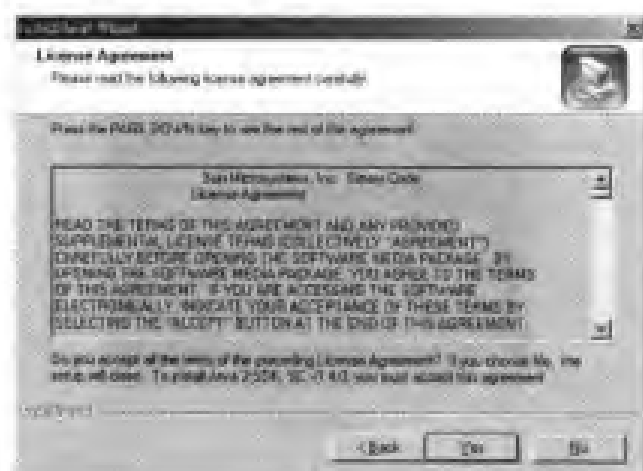 InstallShield Wizard
License Agreement
Please read the following license agreement carefully.
Press the PAGE DOWN key to see the rest of the agreement.
Sun Microsystems, Inc. Binary Code
License Agreement
READ THE TERMS OF THIS AGREEMENT AND ANY PROVIDED
SUPPLEMENTAL LICENSE TERMS (COLLECTIVELY "AGREEMENT")
CAREFULLY BEFORE OPENING THE SOFTWARE MEDIA PACKAGE. BY
OPENING THE SOFTWARE MEDIA PACKAGE, YOU AGREE TO THE TERMS
OF THIS AGREEMENT. IF YOU ARE ACCESSING THE SOFTWARE
ELECTRONICALLY, INDICATE YOUR ACCEPTANCE OF THESE TERMS BY
SELECTING THE "ACCEPT" BUTTON AT THE END OF THIS AGREEMENT.
Do you accept all the terms of the preceding License Agreement? If you choose No, the
setup will close. To install Java 2 SDK, SE you must accept this agreement.
InstallShield
< Back
Yes
No